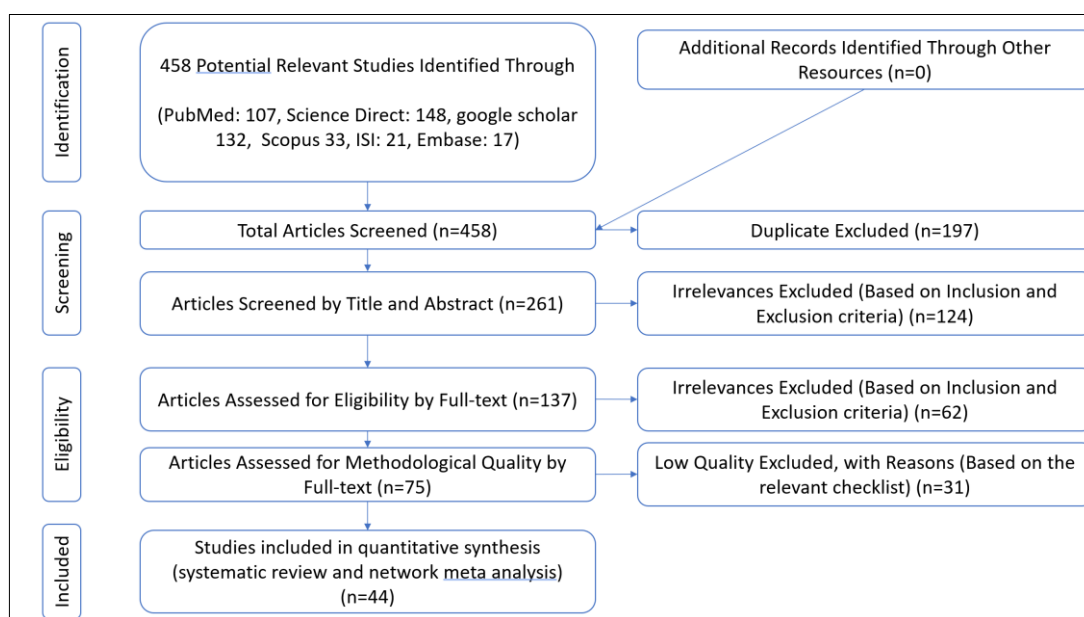 Identification
458 Potential Relevant Studies Identified Through
(PubMed: 107, Science Direct: 148, google scholar
132,  Scopus 33, ISI: 21, Embase: 17)
Additional Records Identified Through Other
Resources (n=0)
Screening
Total Articles Screened (n=458)
Duplicate Excluded (n=197)
Articles Screened by Title and Abstract (n=261)
Irrelevances Excluded (Based on Inclusion and
Exclusion criteria) (n=124)
Eligibility
Articles Assessed for Eligibility by Full-text (n=137)
Irrelevances Excluded (Based on Inclusion and
Exclusion criteria) (n=62)
Articles Assessed for Methodological Quality by
Full-text (n=75)
Low Quality Excluded, with Reasons (Based on the
relevant checklist) (n=31)
Included
Studies included in quantitative synthesis
(systematic review and network meta analysis)
(n=44)